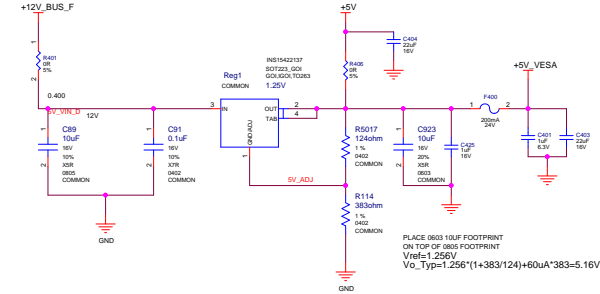 +12V_BUS_F
+5V
1
2
R401
0R
5%
0.400
5V_VIN_D
12V
1
2
C89
10uF
16V
10%
X5R
0805
COMMON
C91
0.1uF
16V
10%
X7R
0402
COMMON
GND
Reg1
COMMON
INS15422137
SOT223_GOI
GOI,IGOI,TO263
1.25V
3
IN
OUT
TAB
2
4
GND/ADJ
1
5V_ADJ
R406
0R
5%
C404
22uF
16V
R5017
124ohm
1 %
0402
COMMON
R114
383ohm
1 %
0402
COMMON
GND
C923
10uF
16V
20%
X5R
0603
COMMON
C425
1uF
16V
1
F400
2
200mA
24V
+5V_VESA
C401
1uF
6.3V
C403
22uF
16V
PLACE 0603 10UF FOOTPRINT
ON TOP OF 0805 FOOTPRINT
Vref=1.256V
Vo_Typ=1.256*(1+383/124)+60uA*383=5.16V